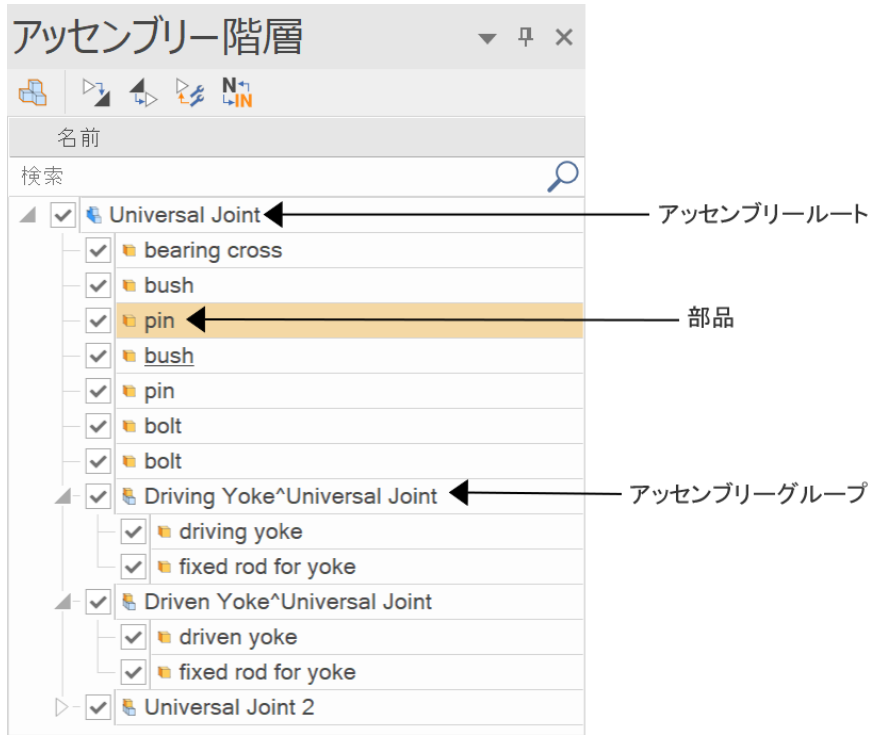 アッセンブリー階層
N
IN
名前
検索
Universal Joint
アッセンブリールート
bearing cross
bush
pin
部品
bush
pin
bolt
bolt
Driving Yoke^Universal Joint
アッセンブリーグループ
driving yoke
fixed rod for yoke
Driven Yoke^Universal Joint
driven yoke
fixed rod for yoke
Universal Joint 2